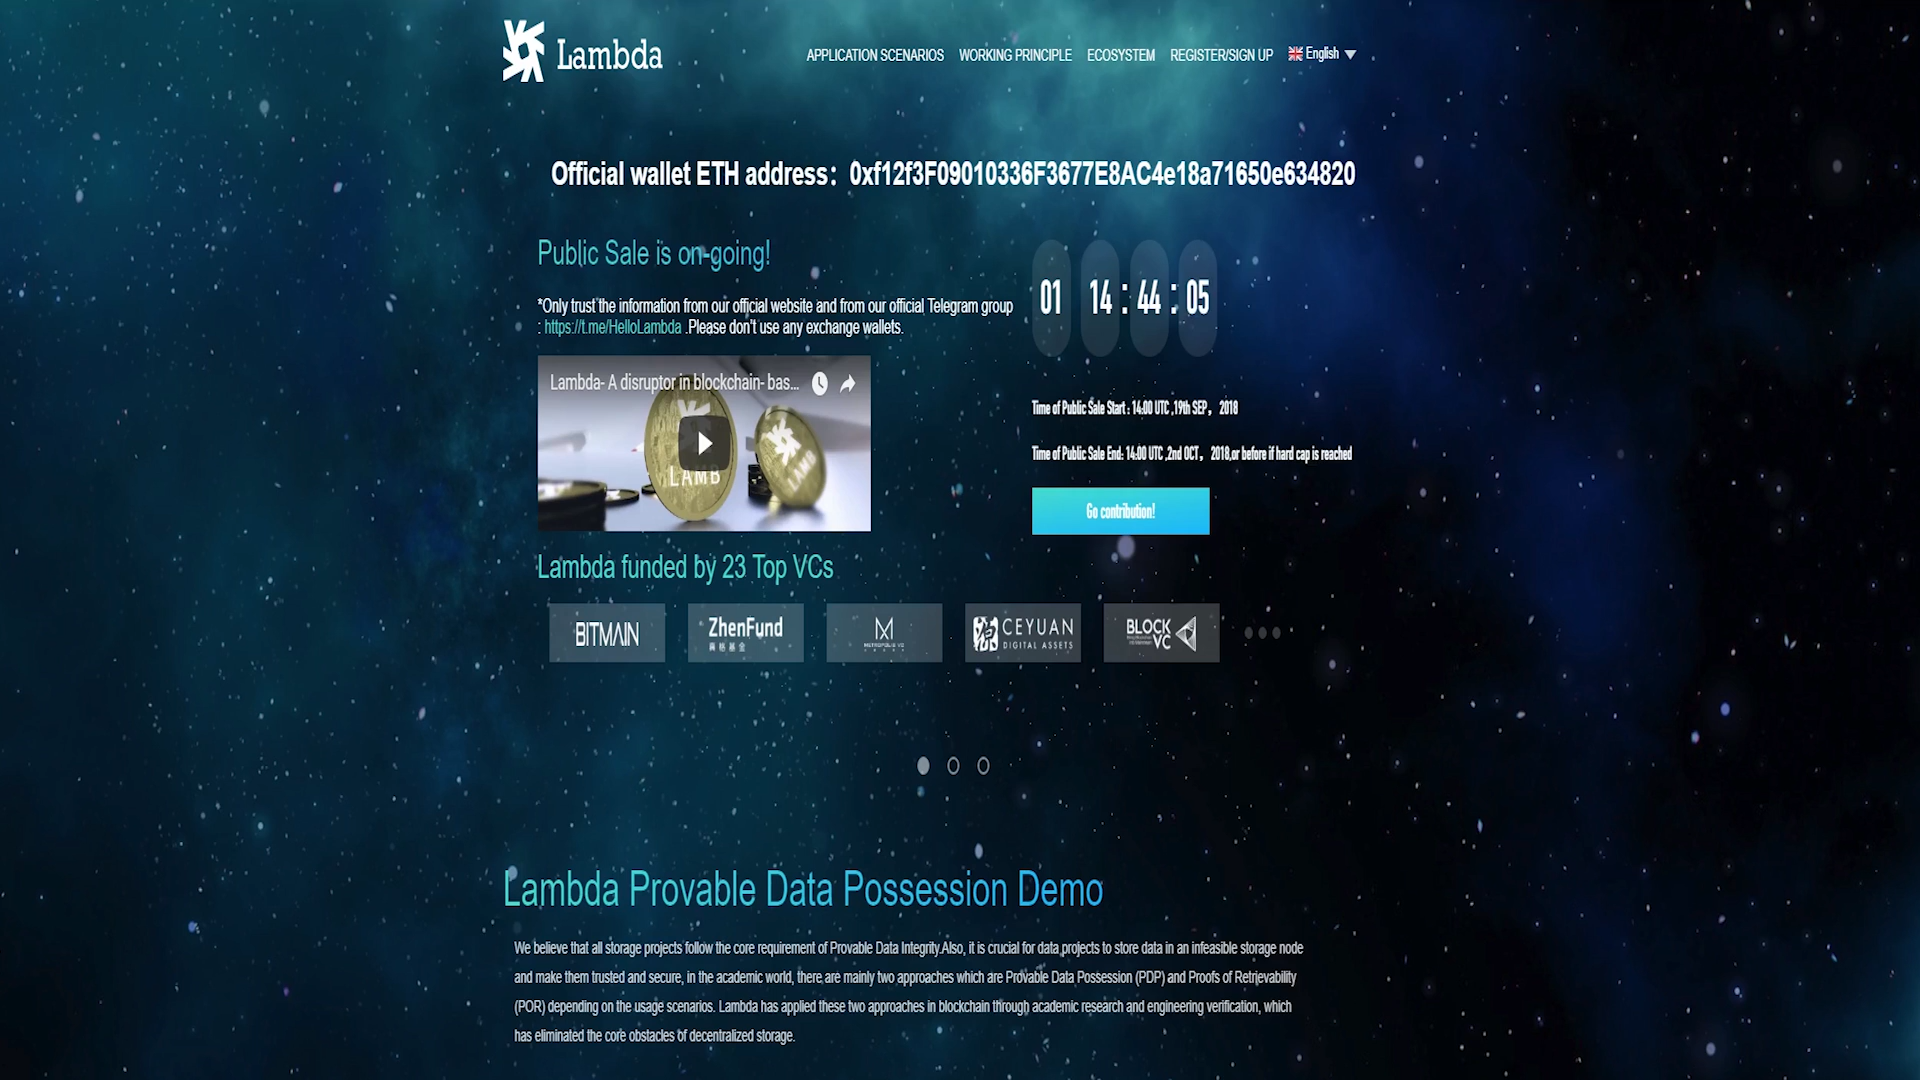 Lambda
APPLICATION SCENARIOS WORKING PRINCIPLE ECOSYSTEM REGISTER/SIGN UP English
Official wallet ETH address：0xf12f3F09010336F3677E8AC4e18a71650e634820
Public Sale is on-going!
*Only trust the information from our official website and from our official Telegram group
: https://t.me/HelloLambda .Please don't use any exchange wallets.
01 14 : 44 : 05
Lambda- A disruptor in blockchain- bas...
LAMB
LAMB
Time of Public Sale Start : 14:00 UTC ,19th SEP，2018
Time of Public Sale End: 14:00 UTC ,2nd OCT，2018,or before if hard cap is reached
Go contribution!
Lambda funded by 23 Top VCs
BITMAIN
ZhenFund
真格基金
METROPOLIS VC
源 CEYUAN
DIGITAL ASSETS
BLOCK
VC
Lambda Provable Data Possession Demo
We believe that all storage projects follow the core requirement of Provable Data Integrity.Also, it is crucial for data projects to store data in an infeasible storage node
and make them trusted and secure, in the academic world, there are mainly two approaches which are Provable Data Possession (PDP) and Proofs of Retrievability
(POR) depending on the usage scenarios. Lambda has applied these two approaches in blockchain through academic research and engineering verification, which
has eliminated the core obstacles of decentralized storage.